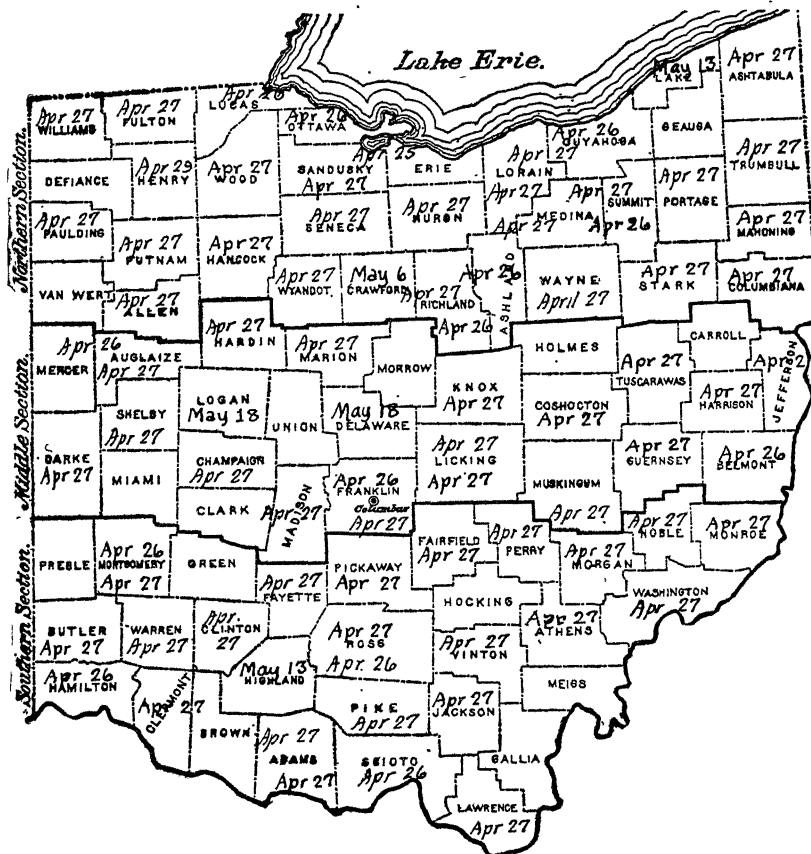 Lake Erie.
Northern Section.
Middle Section.
Southern Section.
Apr 27
WILLIAMS
Apr 27
FULTON
Apr 26
LUCAS
Apr 26
OTTAWA
May 13
LAKE
Apr 27
ASHTABULA
DEFIANCE
Apr 29
HENRY
Apr 27
WOOD
SANDUSKY
Apr 27
Apr 25
ERIE
Apr 27
LORAIN
Apr 27
Apr 26
CUYAHOGA
GEAUGA
Apr 27
TRUMBULL
Apr 27
PAULDING
Apr 27
PUTNAM
Apr 27
HANCOCK
Apr 27
SENECA
Apr 27
HURON
MEDINA
Apr 27
Apr 27
SUMMIT
Apr 26
Apr 27
PORTAGE
Apr 27
MAHONING
VAN WERT
Apr 27
ALLEN
Apr 27
WYANDOT
May 6
CRAWFORD
Apr 27
RICHLAND
Apr 26
Apr 26
ASHLAND
WAYNE
April 27
Apr 27
STARK
Apr 27
COLUMBIANA
Apr 26
MERCER
AUGLAIZE
Apr 27
Apr 27
HARDIN
Apr 27
MARION
MORROW
KNOX
Apr 27
HOLMES
Apr 27
TUSCARAWAS
CARROLL
Apr 2
JEFFERSON
SHELBY
Apr 27
LOGAN
May 18
UNION
May 18
DELAWARE
COSHOCTON
Apr 27
Apr 27
HARRISON
DARKE
Apr 27
MIAMI
CHAMPAIGN
Apr 27
CLARK
Apr 27
MADISON
Apr 26
FRANKLIN
Columbus
Apr 27
Apr 27
LICKING
Apr 27
MUSKINGUM
Apr 27
Apr 27
GUERNSEY
Apr 26
BELMONT
PREBLE
Apr 26
MONTGOMERY
Apr 27
GREEN
Apr 27
FAYETTE
PICKAWAY
Apr 27
FAIRFIELD
Apr 27
Apr 27
PERRY
Apr 27
MORGAN
Apr 27
NOBLE
Apr 27
MONROE
BUTLER
Apr 27
WARREN
Apr 27
Apr.
CLINTON
27
Apr 27
ROSS
Apr. 26
HOCKING
Apr 27
ATHENS
WASHINGTON
Apr 27
Apr 26
HAMILTON
Apr 27
CLERMONT
May 13
HIGHLAND
Apr 27
VINTON
MEIGS
BROWN
Apr 27
ADAMS
Apr 27
PIKE
Apr 27
Apr 27
JACKSON
SCIOTO
Apr 26
GALLIA
LAWRENCE
Apr 27